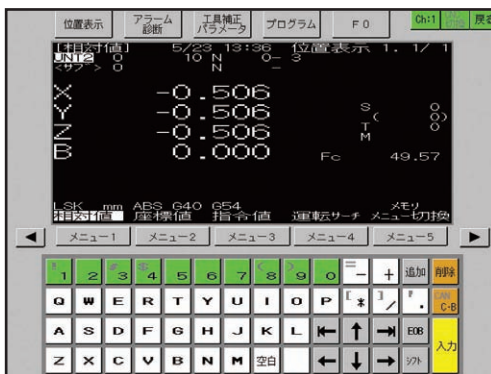 位置表示 アラーム診断 工具補正パラメータ プログラム F 0 Ch:1 戻る
[相対値] 5/23 13:36 位置表示 1. 1/ 1
UNT2 O 10 N 0- 3
<サブ> O N -
X -0.506
Y -0.506 S 0
( 0)
Z -0.506 T 0
M
B 0.000 Fc 49.57
LSK mm ABS G40 G54 メモリ
相対値 座標値 指令値 運転サーチ メニュー切換
◀ メニュー1 メニュー2 メニュー3 メニュー4 メニュー5 ▶
1 2 3 4 5 6 7 8 9 0 = - + 追加 削除
Q W E R T Y U I O P [ * ] / . CAN C·B
A S D F G H J K L EOB 入力
Z X C V B N M 空白 ← ↓ → シフト